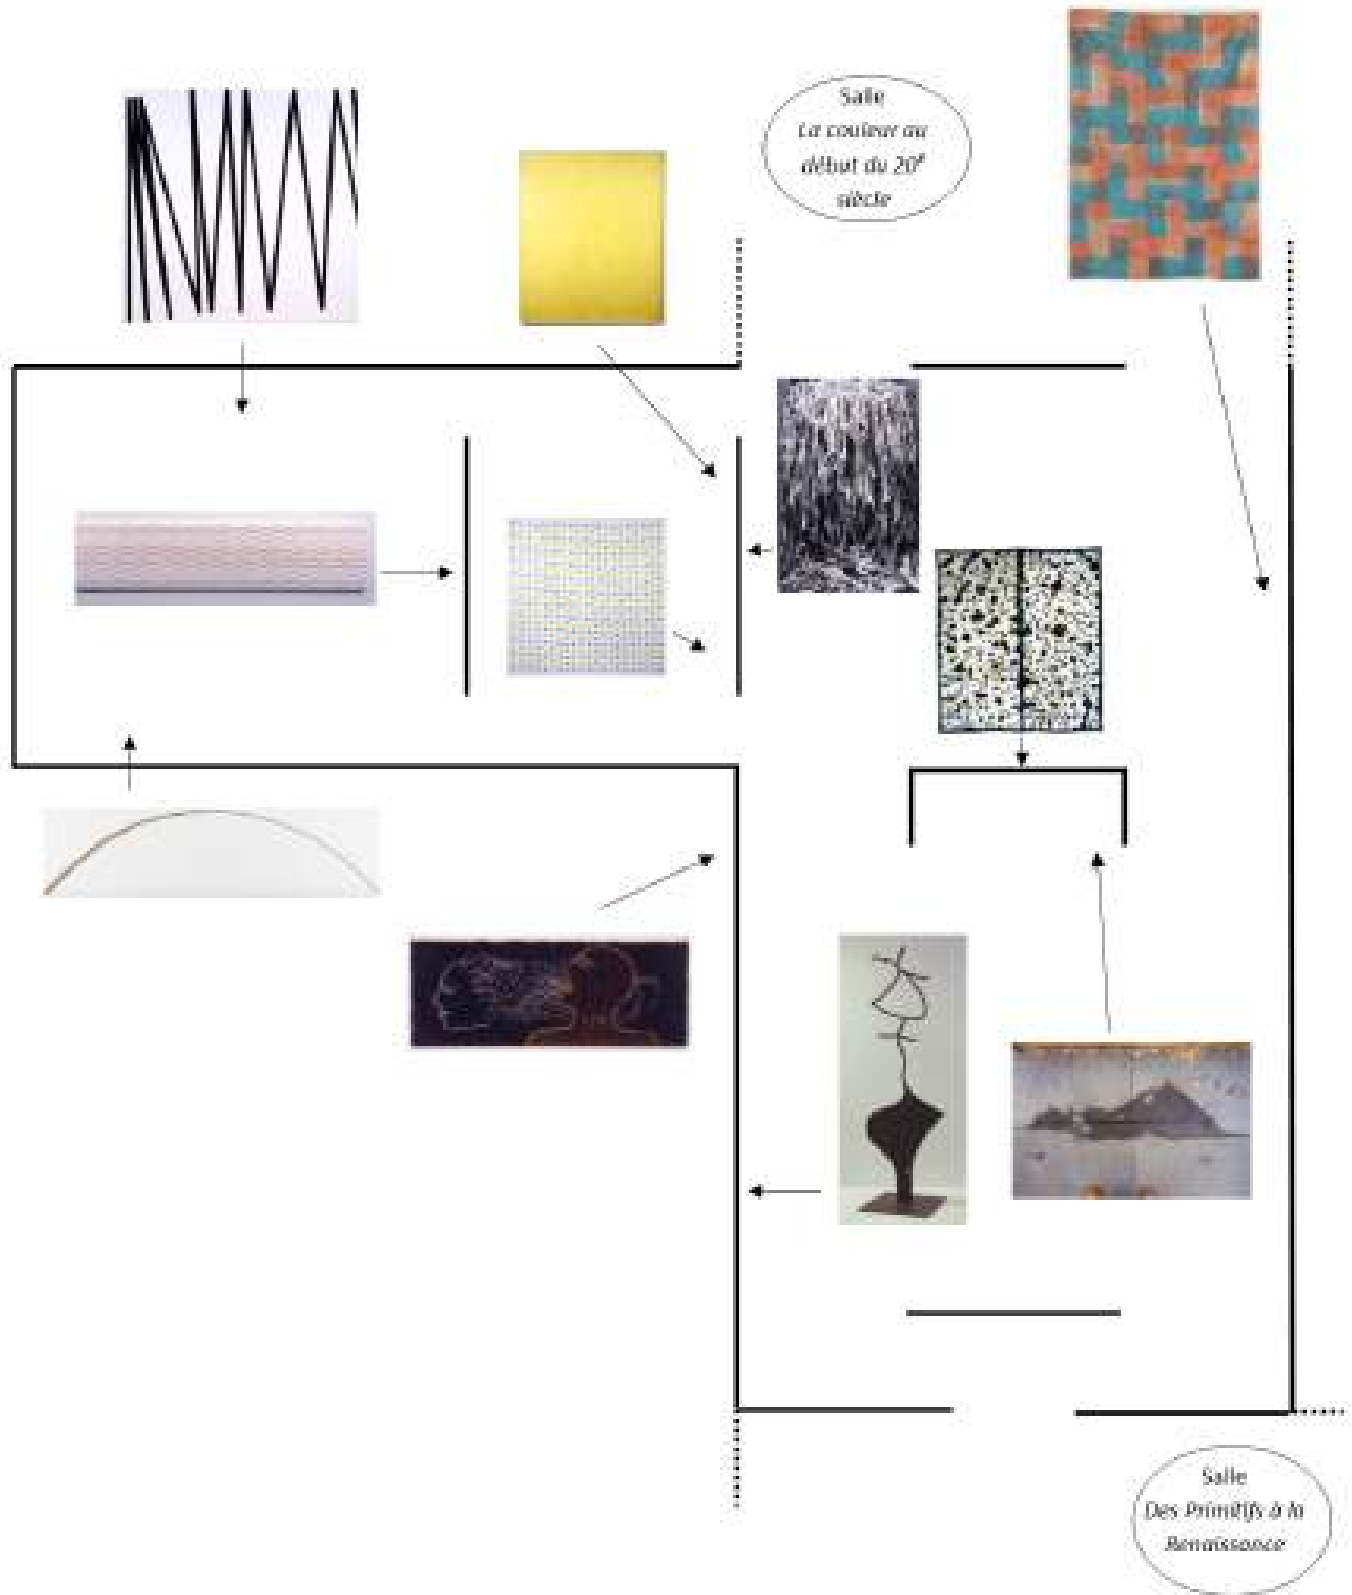 Salle
La couleur au
début du 20e
siècle
Salle
Des Primitifs à la
Renaissance